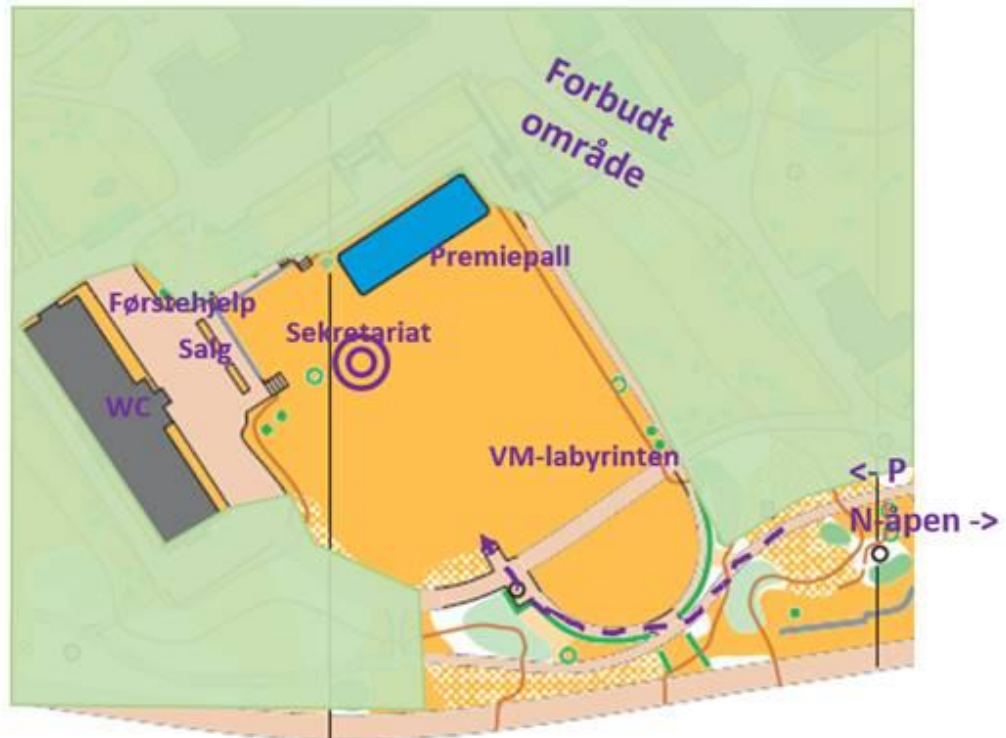 Forbudt
område
Premiepall
Førstehjelp
Sekretariat
Salg
WC
VM-labyrinten
<- P
N-åpen ->